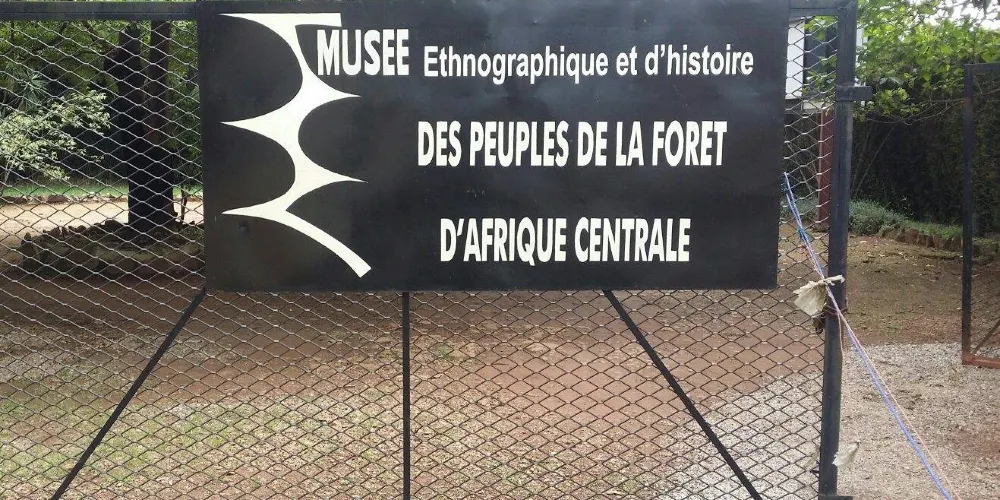 MUSEE Ethnographique et d'histoire
DES PEUPLES DE LA FORET
D'AFRIQUE CENTRALE